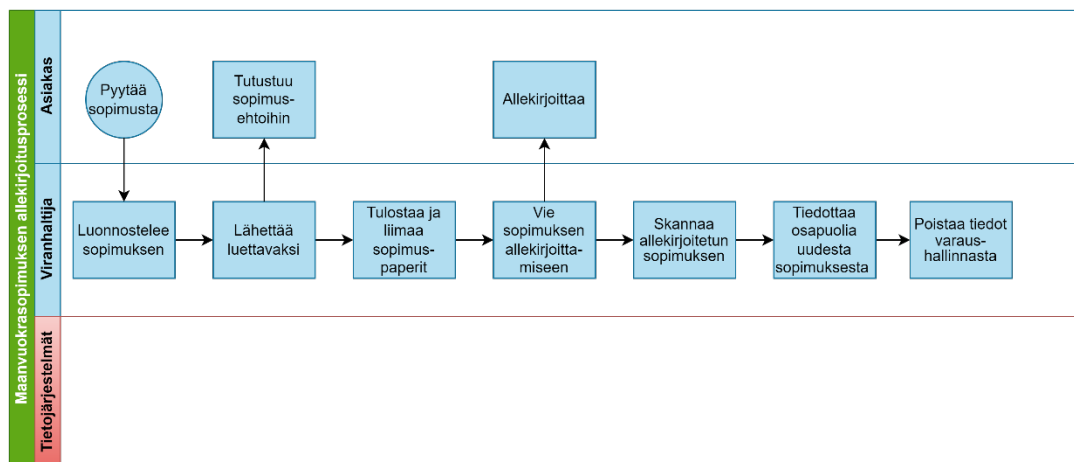 Maanvuokrasopimuksen allekirjoitusprosessi
Asiakas
Pyytää
sopimusta
Tutustuu
sopimus-
ehtoihin
Allekirjoittaa
Viranhaltija
Luonnostelee
sopimuksen
Lähettää
luettavaksi
Tulostaa ja
liimaa
sopimus-
paperit
Vie
sopimuksen
allekirjoitta-
miseen
Skannaa
allekirjoitetun
sopimuksen
Tiedottaa
osapuolia
uudesta
sopimuksesta
Poistaa tiedot
varaus-
hallinnasta
Tietojärjestelmät